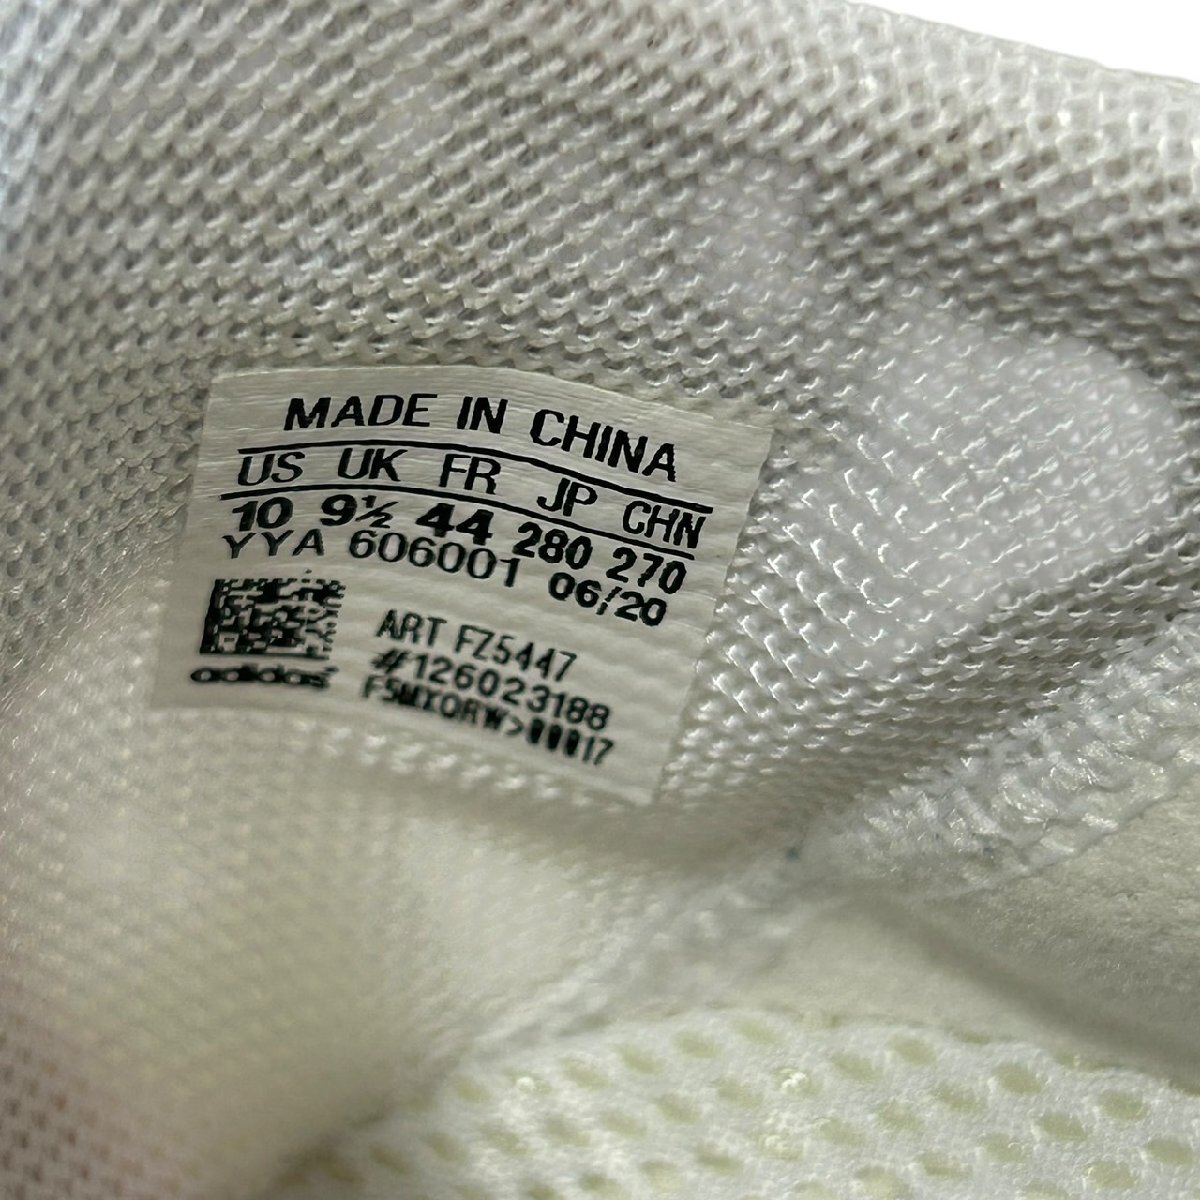 MADE IN CHINA
US UK FR JP CHN
10 9½ 44 280 270
YYA 606001 06/20
ART FZ5447
#126023188
adidas